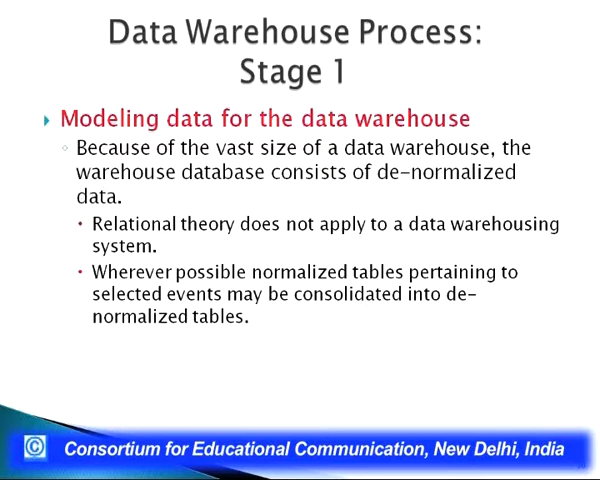 Data Warehouse Process:
Stage 1
Modeling data for the data warehouse
Because of the vast size of a data warehouse, the
warehouse database consists of de-normalized
data.
Relational theory does not apply to a data warehousing
system.
Wherever possible normalized tables pertaining to
selected events may be consolidated into de-
normalized tables.
© Consortium for Educational Communication, New Delhi, India